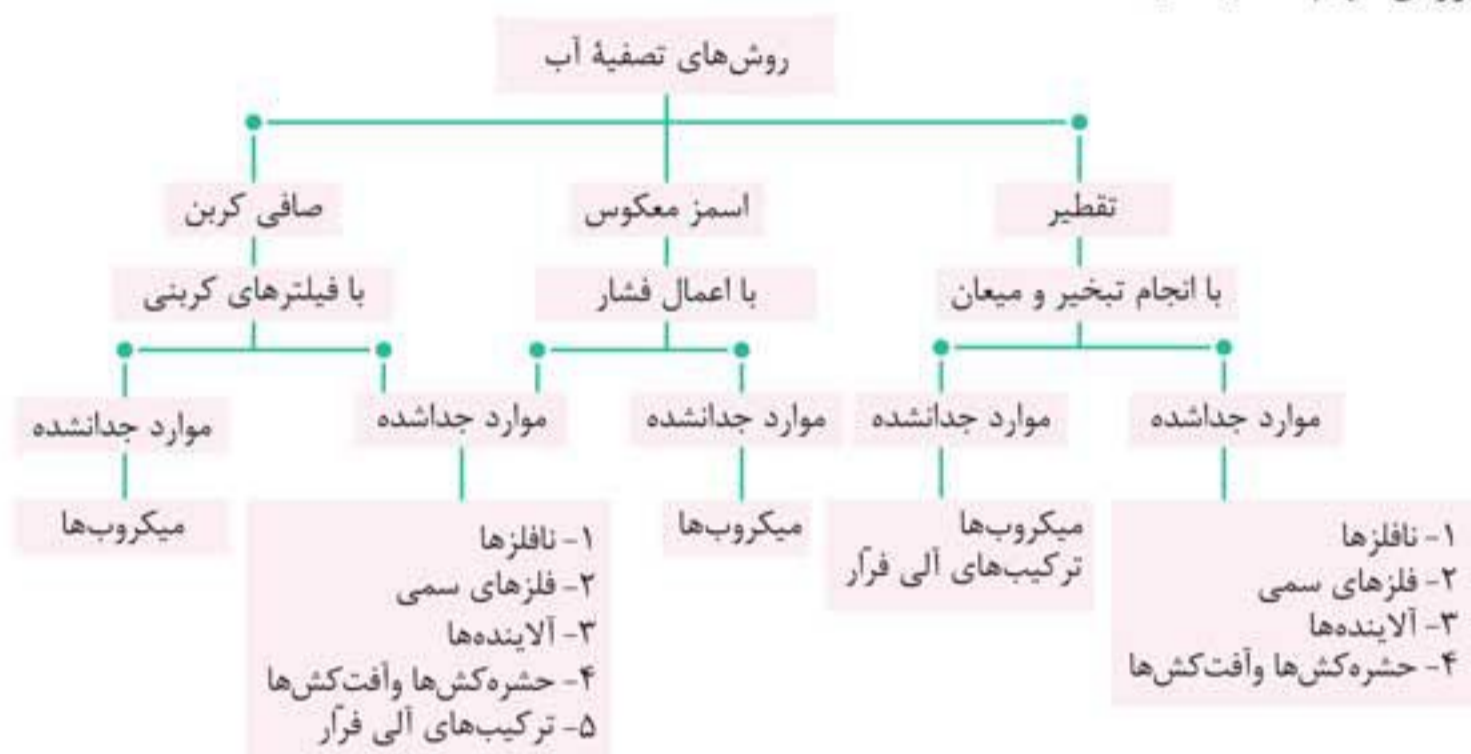 روش‌های تصفیهٔ آب
تقطیر
اسمز معکوس
صافی کربن
با انجام تبخیر و میعان
با اعمال فشار
با فیلترهای کربنی
موارد جداشده
موارد جدانشده
موارد جدانشده
موارد جداشده
موارد جدانشده
۱- نافلزها
۲- فلزهای سمی
۳- آلاینده‌ها
۴- حشره‌کش‌ها وآفت‌کش‌ها
میکروب‌ها
ترکیب‌های آلی فرّار
میکروب‌ها
۱- نافلزها
۲- فلزهای سمی
۳- آلاینده‌ها
۴- حشره‌کش‌ها وآفت‌کش‌ها
۵- ترکیب‌های آلی فرّار
میکروب‌ها